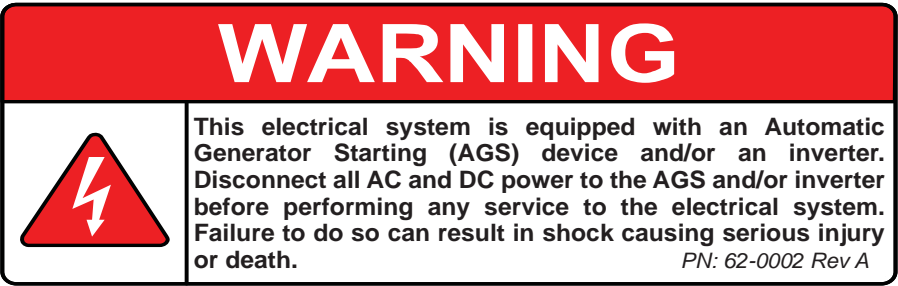 WARNING
This electrical system is equipped with an Automatic
Generator Starting (AGS) device and/or an inverter.
Disconnect all AC and DC power to the AGS and/or inverter
before performing any service to the electrical system.
Failure to do so can result in shock causing serious injury
or death. PN: 62-0002 Rev A